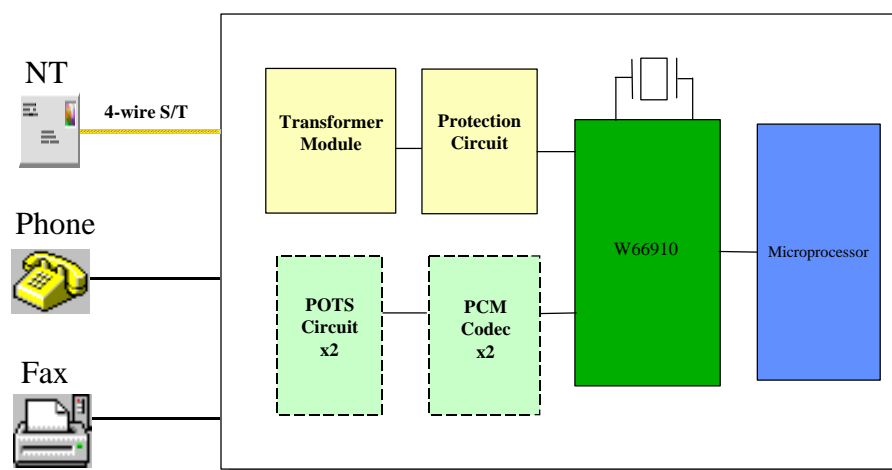 NT
4-wire S/T
Transformer
Module
Protection
Circuit
W66910
Microprocessor
Phone
POTS
Circuit
x2
PCM
Codec
x2
Fax